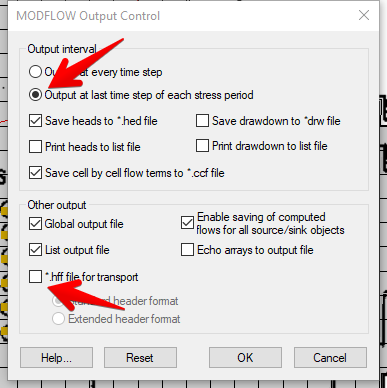 MODFLOW Output Control
Output interval
at every time step
Output at last time step of each stress period
Save heads to *.hed file
Save drawdown to *drw file
Print heads to list file
Print drawdown to list file
Save cell by cell flow terms to *.ccf file
Other output
Global output file
Enable saving of computed
flows for all source/sink objects
List output file
Echo arrays to output file
*.hff file for transport
header format
Extended header format
Help...
Reset
OK
Cancel